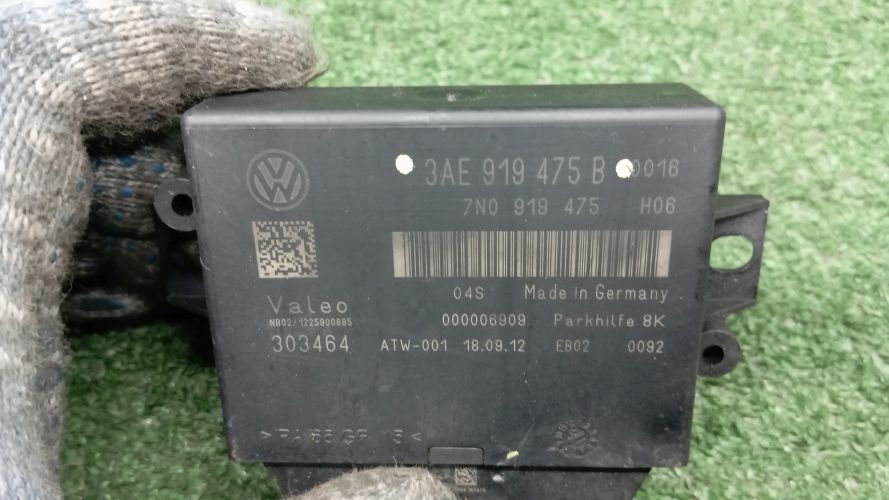 3AE 919 475 B 0016
7N0 919 475 H06
04S Made in Germany
Valeo
NB02/1225800885
000006909 Parkhilfe 8K
303464
ATW-001 18.09.12 EB02 0092